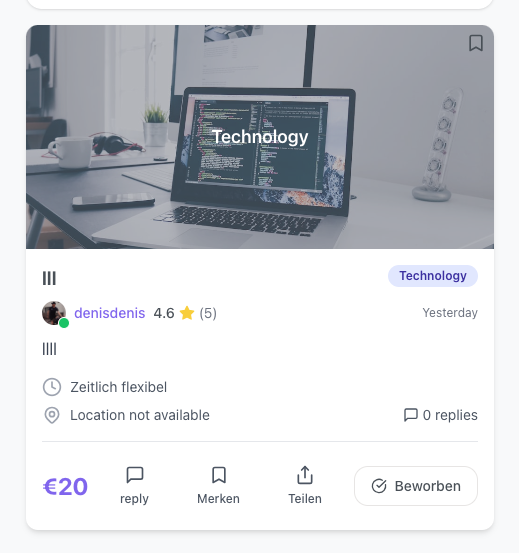 Technology
lll
Technology
denisdenis 4.6 (5)
Yesterday
llll
Zeitlich flexibel
Location not available
0 replies
€20
reply
Merken
Teilen
Beworben